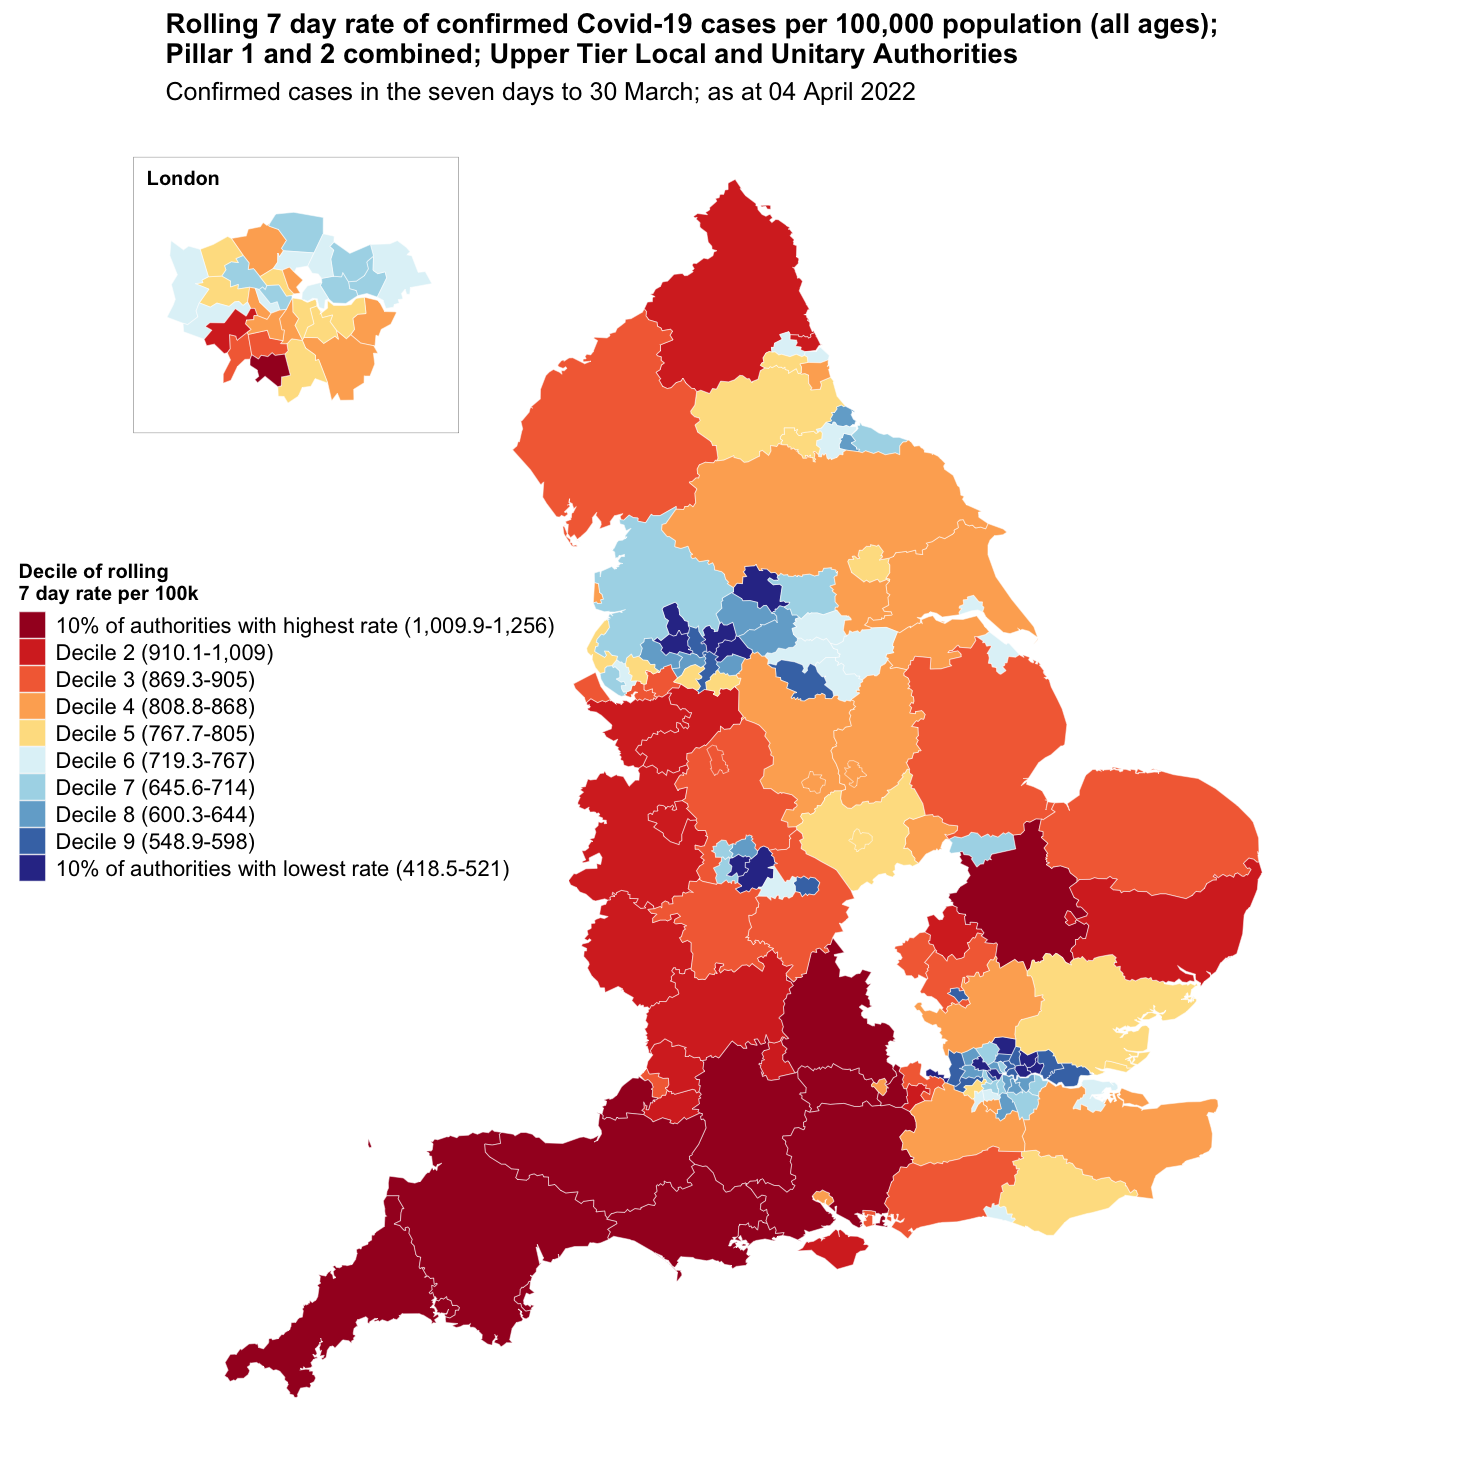 Rolling 7 day rate of confirmed Covid-19 cases per 100,000 population (all ages);
Pillar 1 and 2 combined; Upper Tier Local and Unitary Authorities
Confirmed cases in the seven days to 30 March; as at 04 April 2022
London
Decile of rolling
7 day rate per 100k
10% of authorities with highest rate (1,009.9-1,256)
Decile 2 (910.1-1,009)
Decile 3 (869.3-905)
Decile 4 (808.8-868)
Decile 5 (767.7-805)
Decile 6 (719.3-767)
Decile 7 (645.6-714)
Decile 8 (600.3-644)
Decile 9 (548.9-598)
10% of authorities with lowest rate (418.5-521)